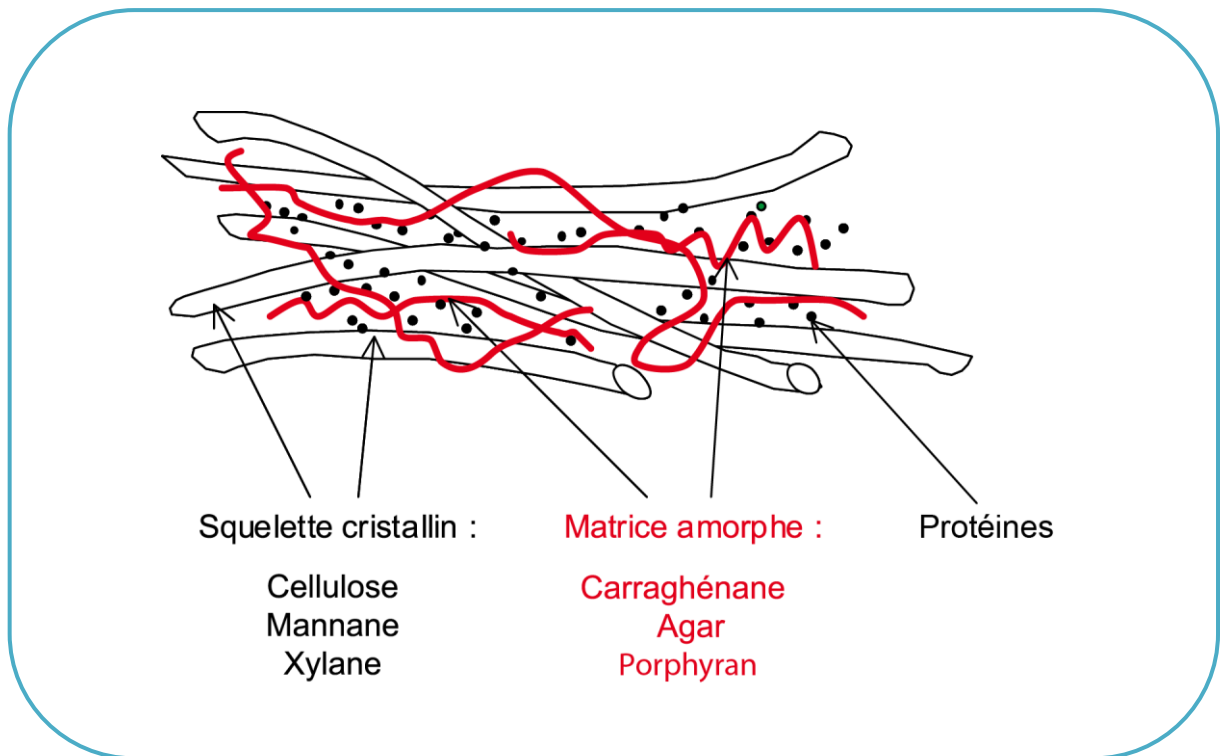 Squelette cristallin :
Cellulose
Mannane
Xylane
Matrice amorphe :
Carraghénane
Agar
Porphyran
Protéines